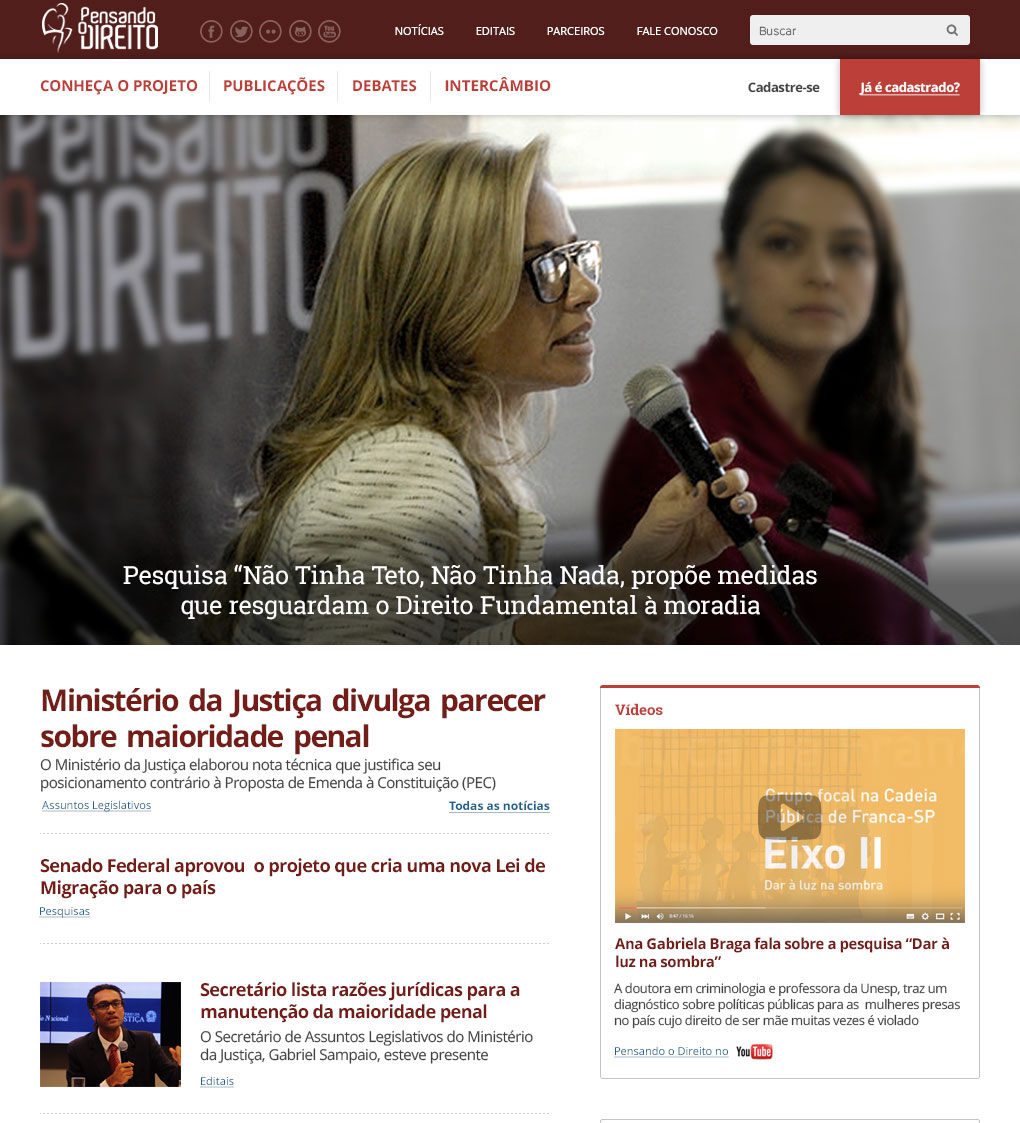 Pensando
O DIREITO
NOTÍCIAS EDITAIS PARCEIROS FALE CONOSCO
Buscar
CONHEÇA O PROJETO PUBLICAÇÕES DEBATES INTERCÂMBIO
Cadastre-se
Já é cadastrado?
Pensando
O DIREITO
Pesquisa “Não Tinha Teto, Não Tinha Nada, propõe medidas
que resguardam o Direito Fundamental à moradia
Ministério da Justiça divulga parecer
sobre maioridade penal
O Ministério da Justiça elaborou nota técnica que justifica seu
posicionamento contrário à Proposta de Emenda à Constituição (PEC)
Assuntos Legislativos
Todas as notícias
Senado Federal aprovou o projeto que cria uma nova Lei de
Migração para o país
Pesquisas
Secretário lista razões jurídicas para a
manutenção da maioridade penal
O Secretário de Assuntos Legislativos do Ministério
da Justiça, Gabriel Sampaio, esteve presente
Editais
Vídeos
Grupo focal na Cadeia
Pública de Franca-SP
Eixo II
Dar à luz na sombra
Ana Gabriela Braga fala sobre a pesquisa “Dar à
luz na sombra”
A doutora em criminologia e professora da Unesp, traz um
diagnóstico sobre políticas públicas para as mulheres presas
no país cujo direito de ser mãe muitas vezes é violado
Pensando o Direito no YouTube